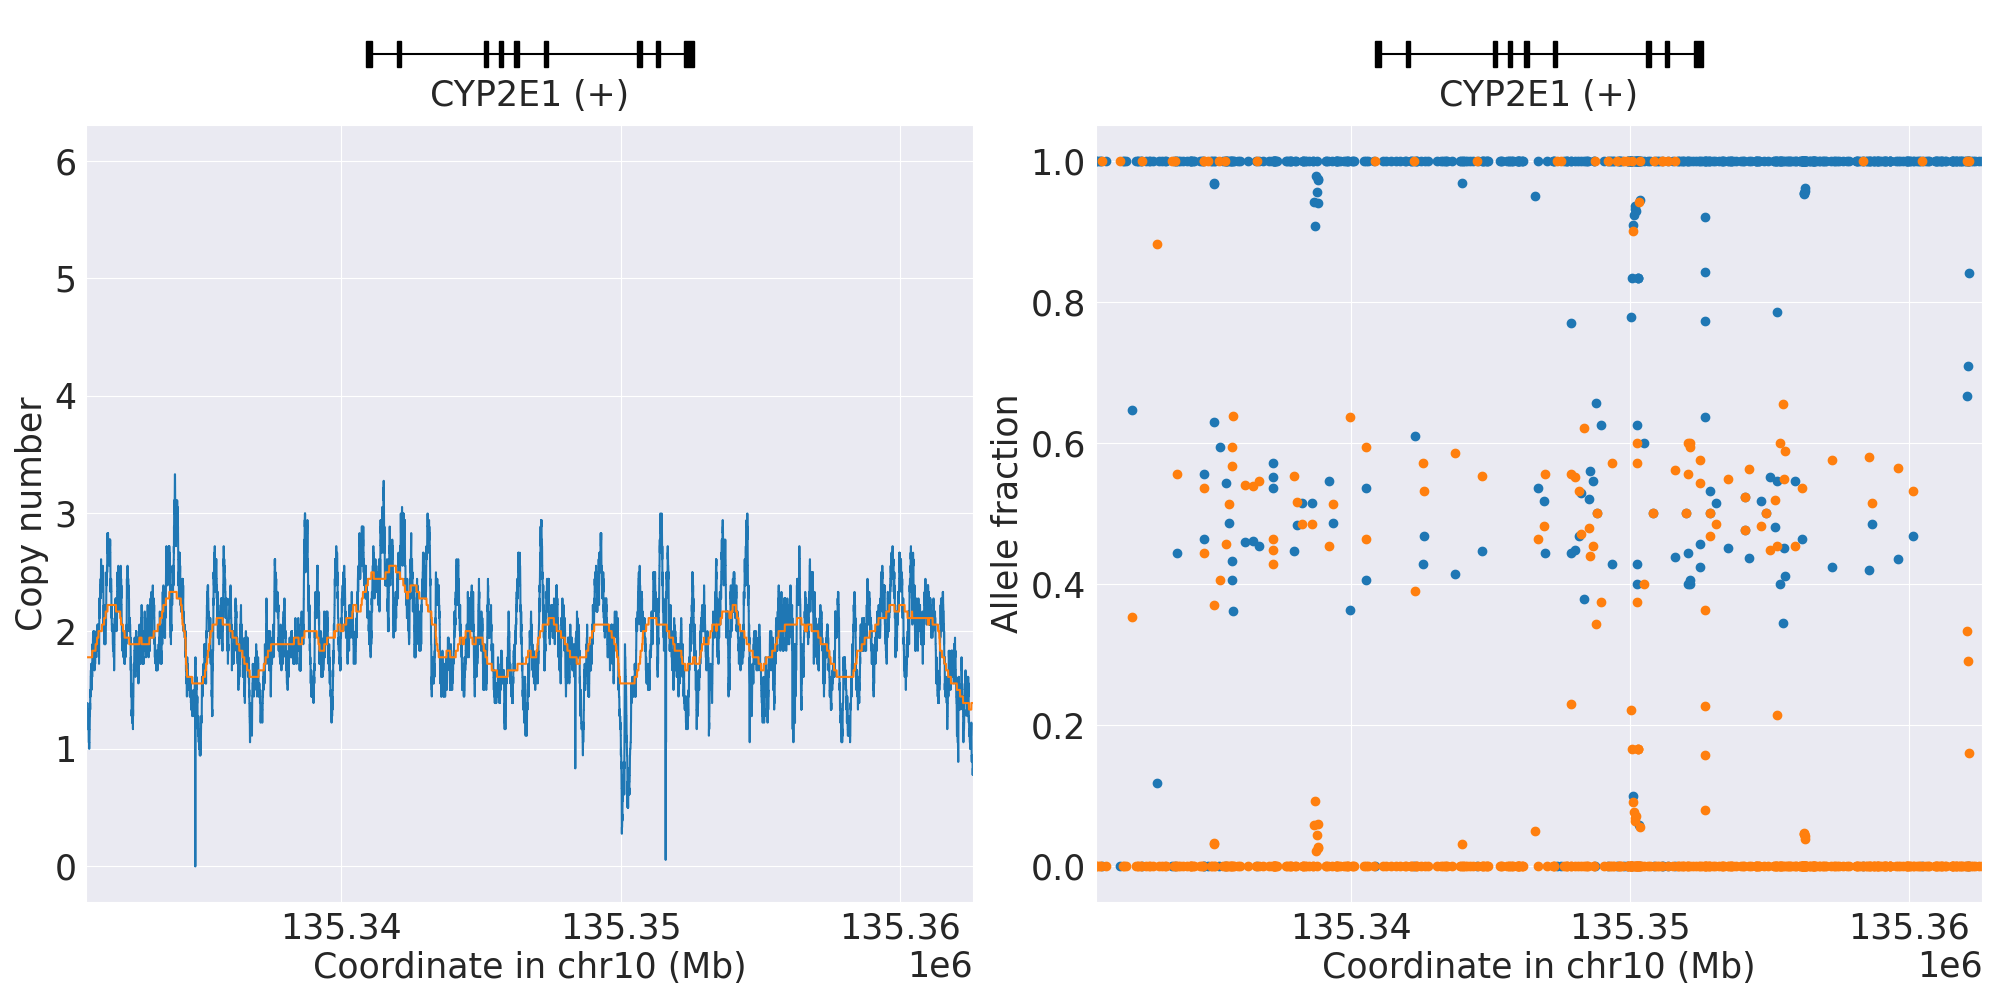 CYP2E1 (+)
6
5
4
3
2
1
0
Copy number
135.34 135.35 135.36
Coordinate in chr10 (Mb)
1e6
CYP2E1 (+)
1.0
0.8
0.6
0.4
0.2
0.0
Allele fraction
135.34 135.35 135.36
Coordinate in chr10 (Mb)
1e6